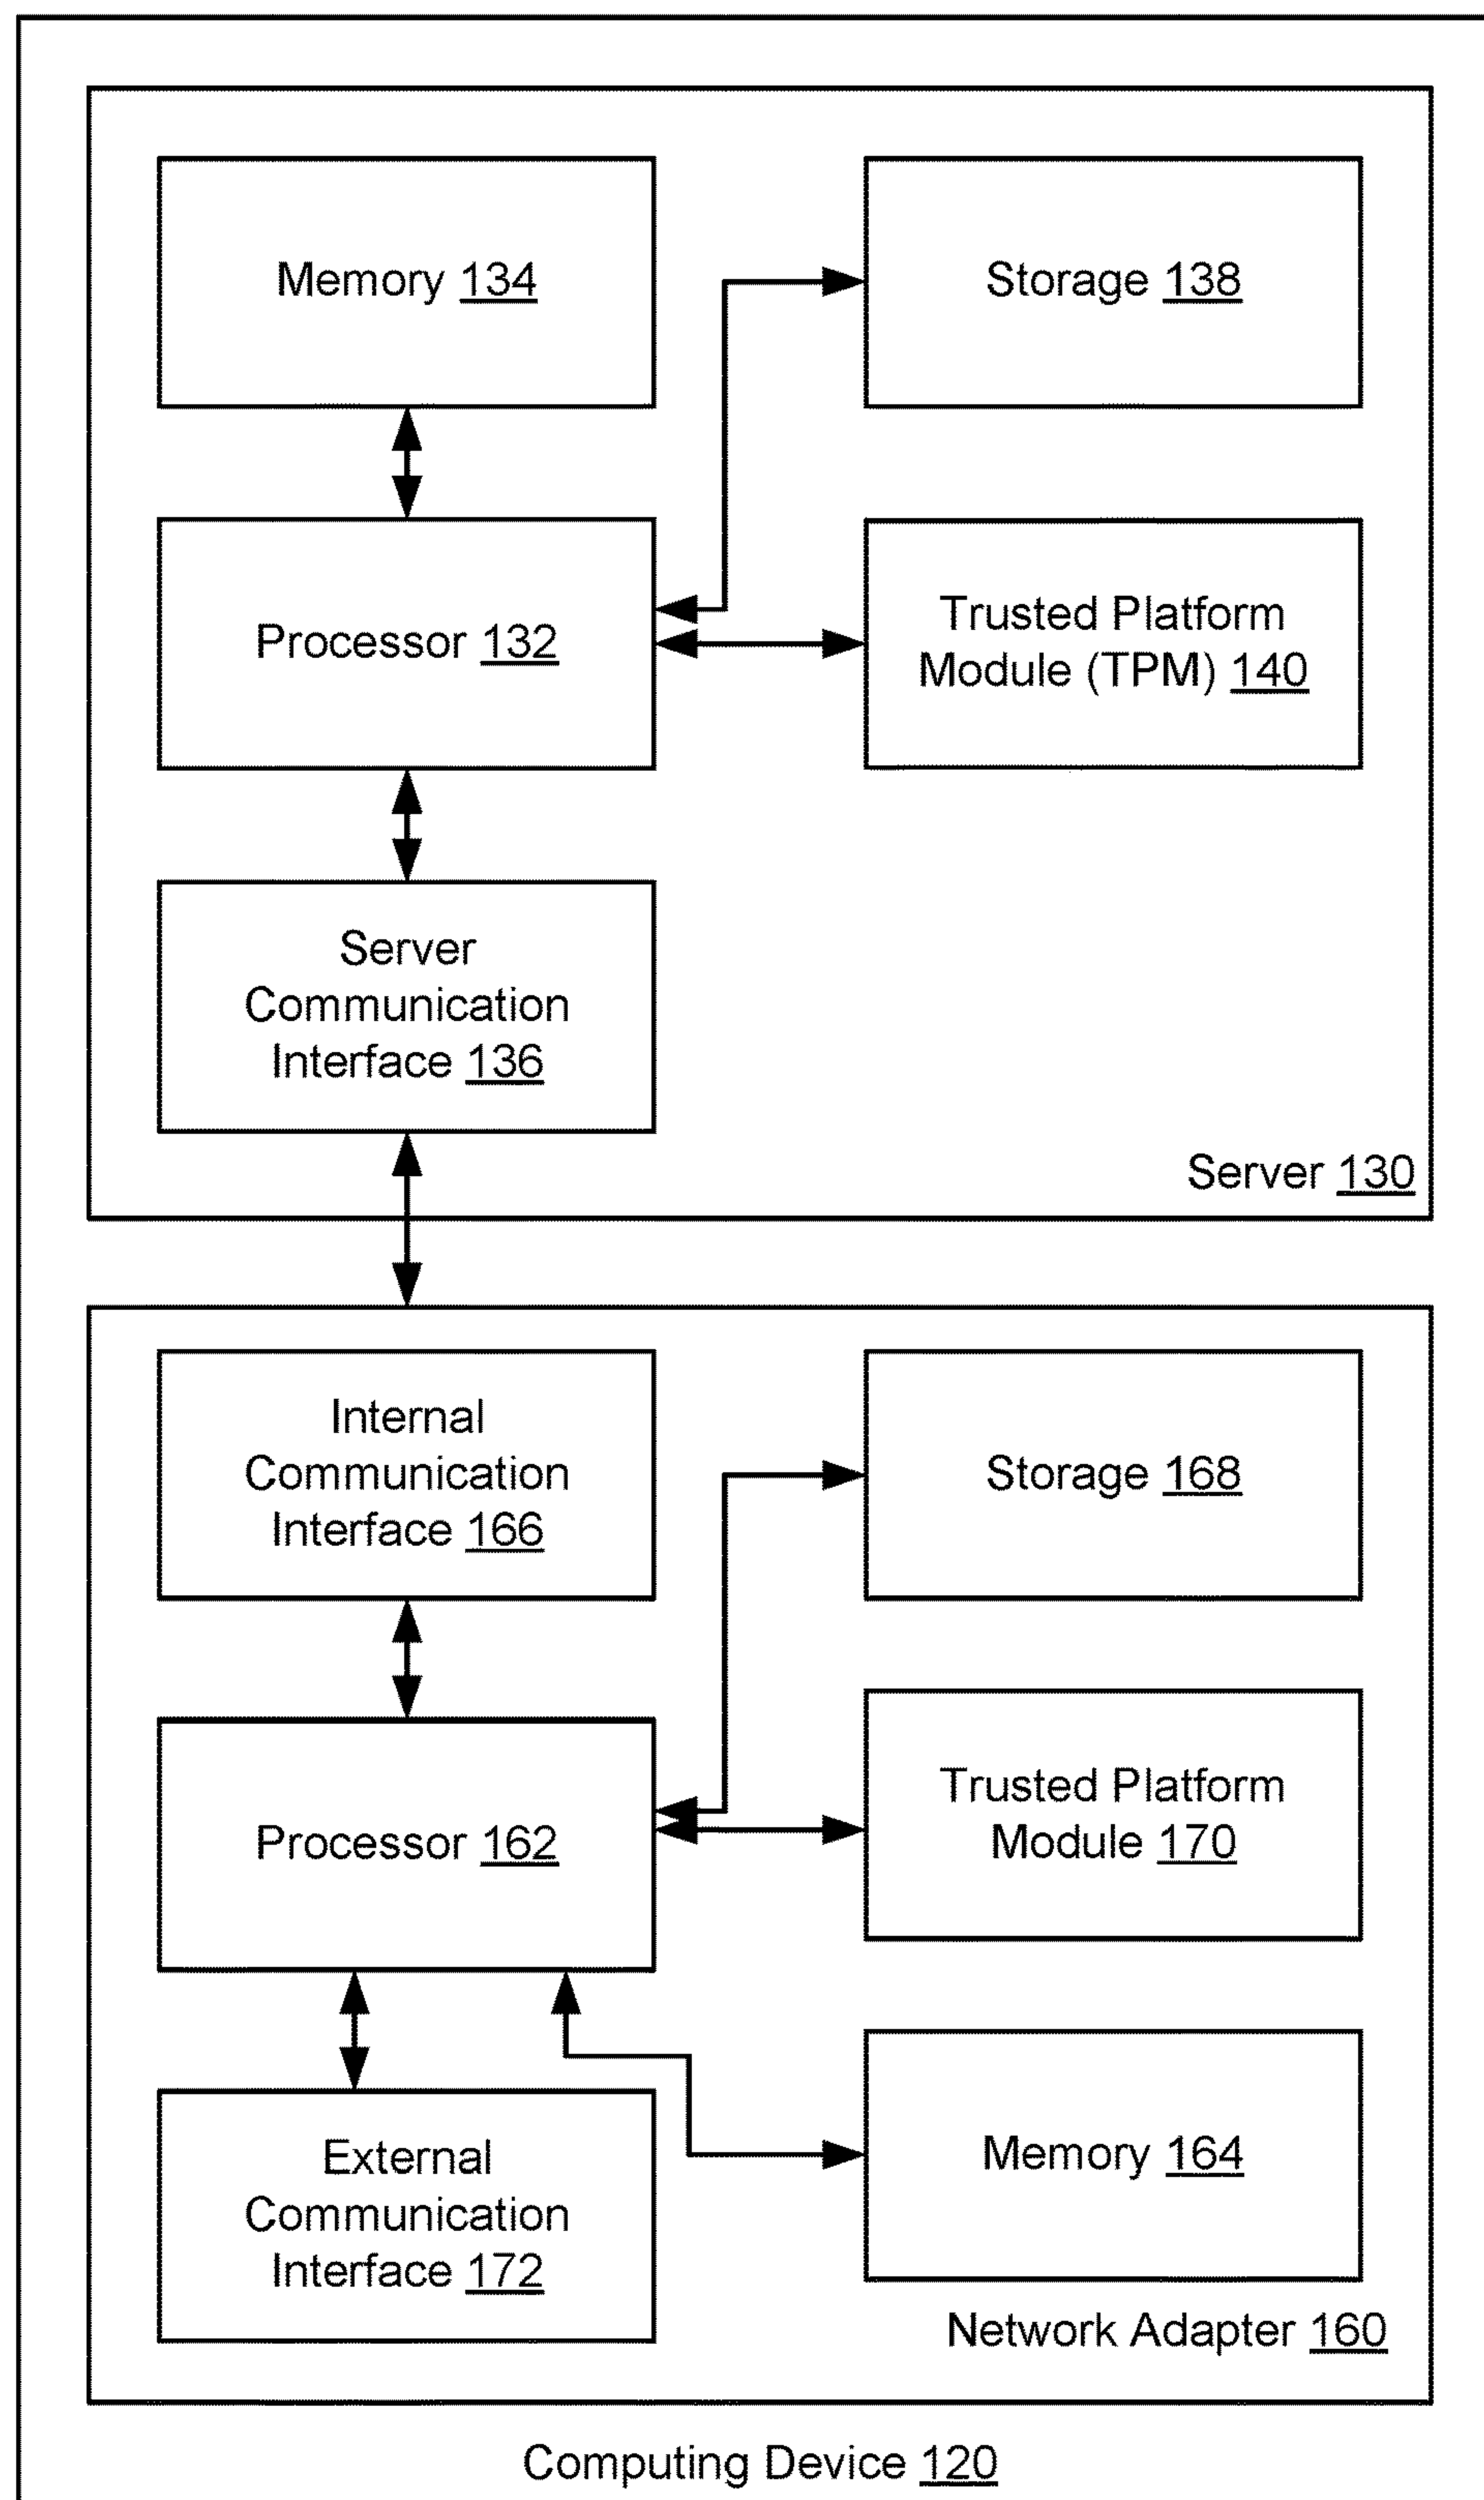 Memory 134
Storage 138
Processor 132
Trusted Platform
Module (TPM) 140
Server
Communication
Interface 136
Server 130
Internal
Communication
Interface 166
Storage 168
Processor 162
Trusted Platform
Module 170
External
Communication
Interface 172
Memory 164
Network Adapter 160
Computing Device 120